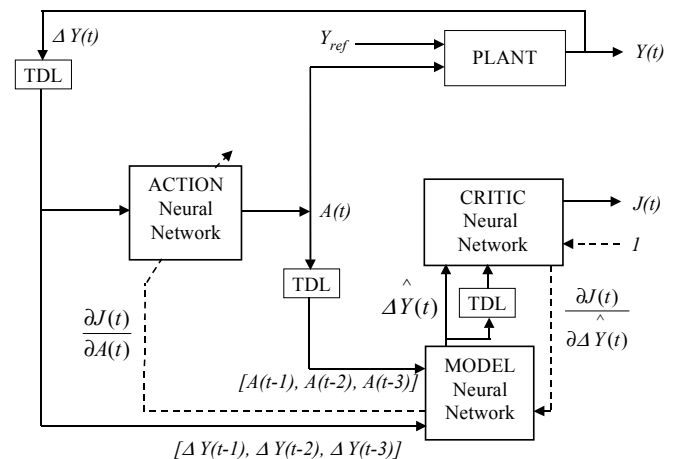 Δ Y(t)
TDL
Y_ref
PLANT
Y(t)
ACTION
Neural
Network
A(t)
CRITIC
Neural
Network
J(t)
1
TDL
Δ Ŷ(t)
TDL
∂J(t)
∂A(t)
∂J(t)
∂Δ Ŷ(t)
[A(t-1), A(t-2), A(t-3)]
MODEL
Neural
Network
[Δ Y(t-1), Δ Y(t-2), Δ Y(t-3)]